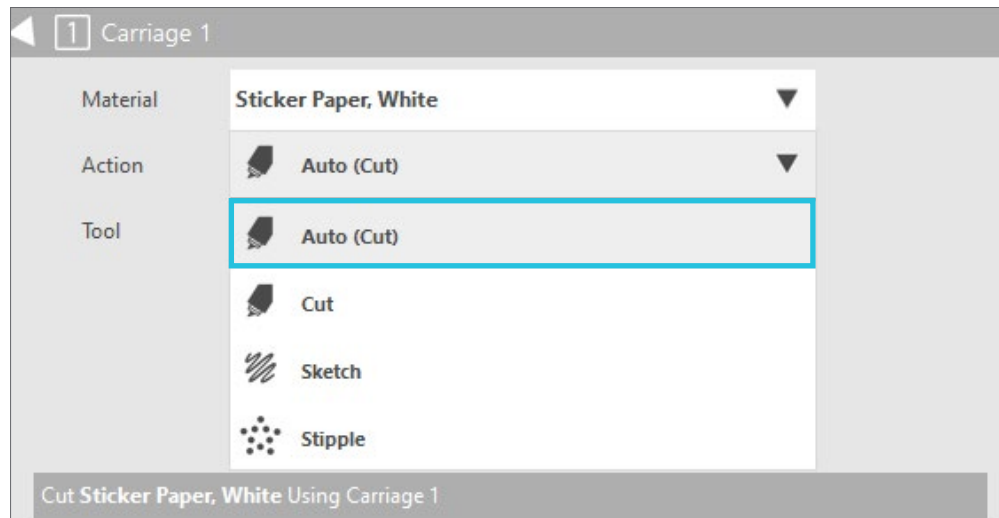 1 Carriage 1
Material Sticker Paper, White
Action Auto (Cut)
Tool Auto (Cut)
Cut
Sketch
Stipple
Cut Sticker Paper, White Using Carriage 1